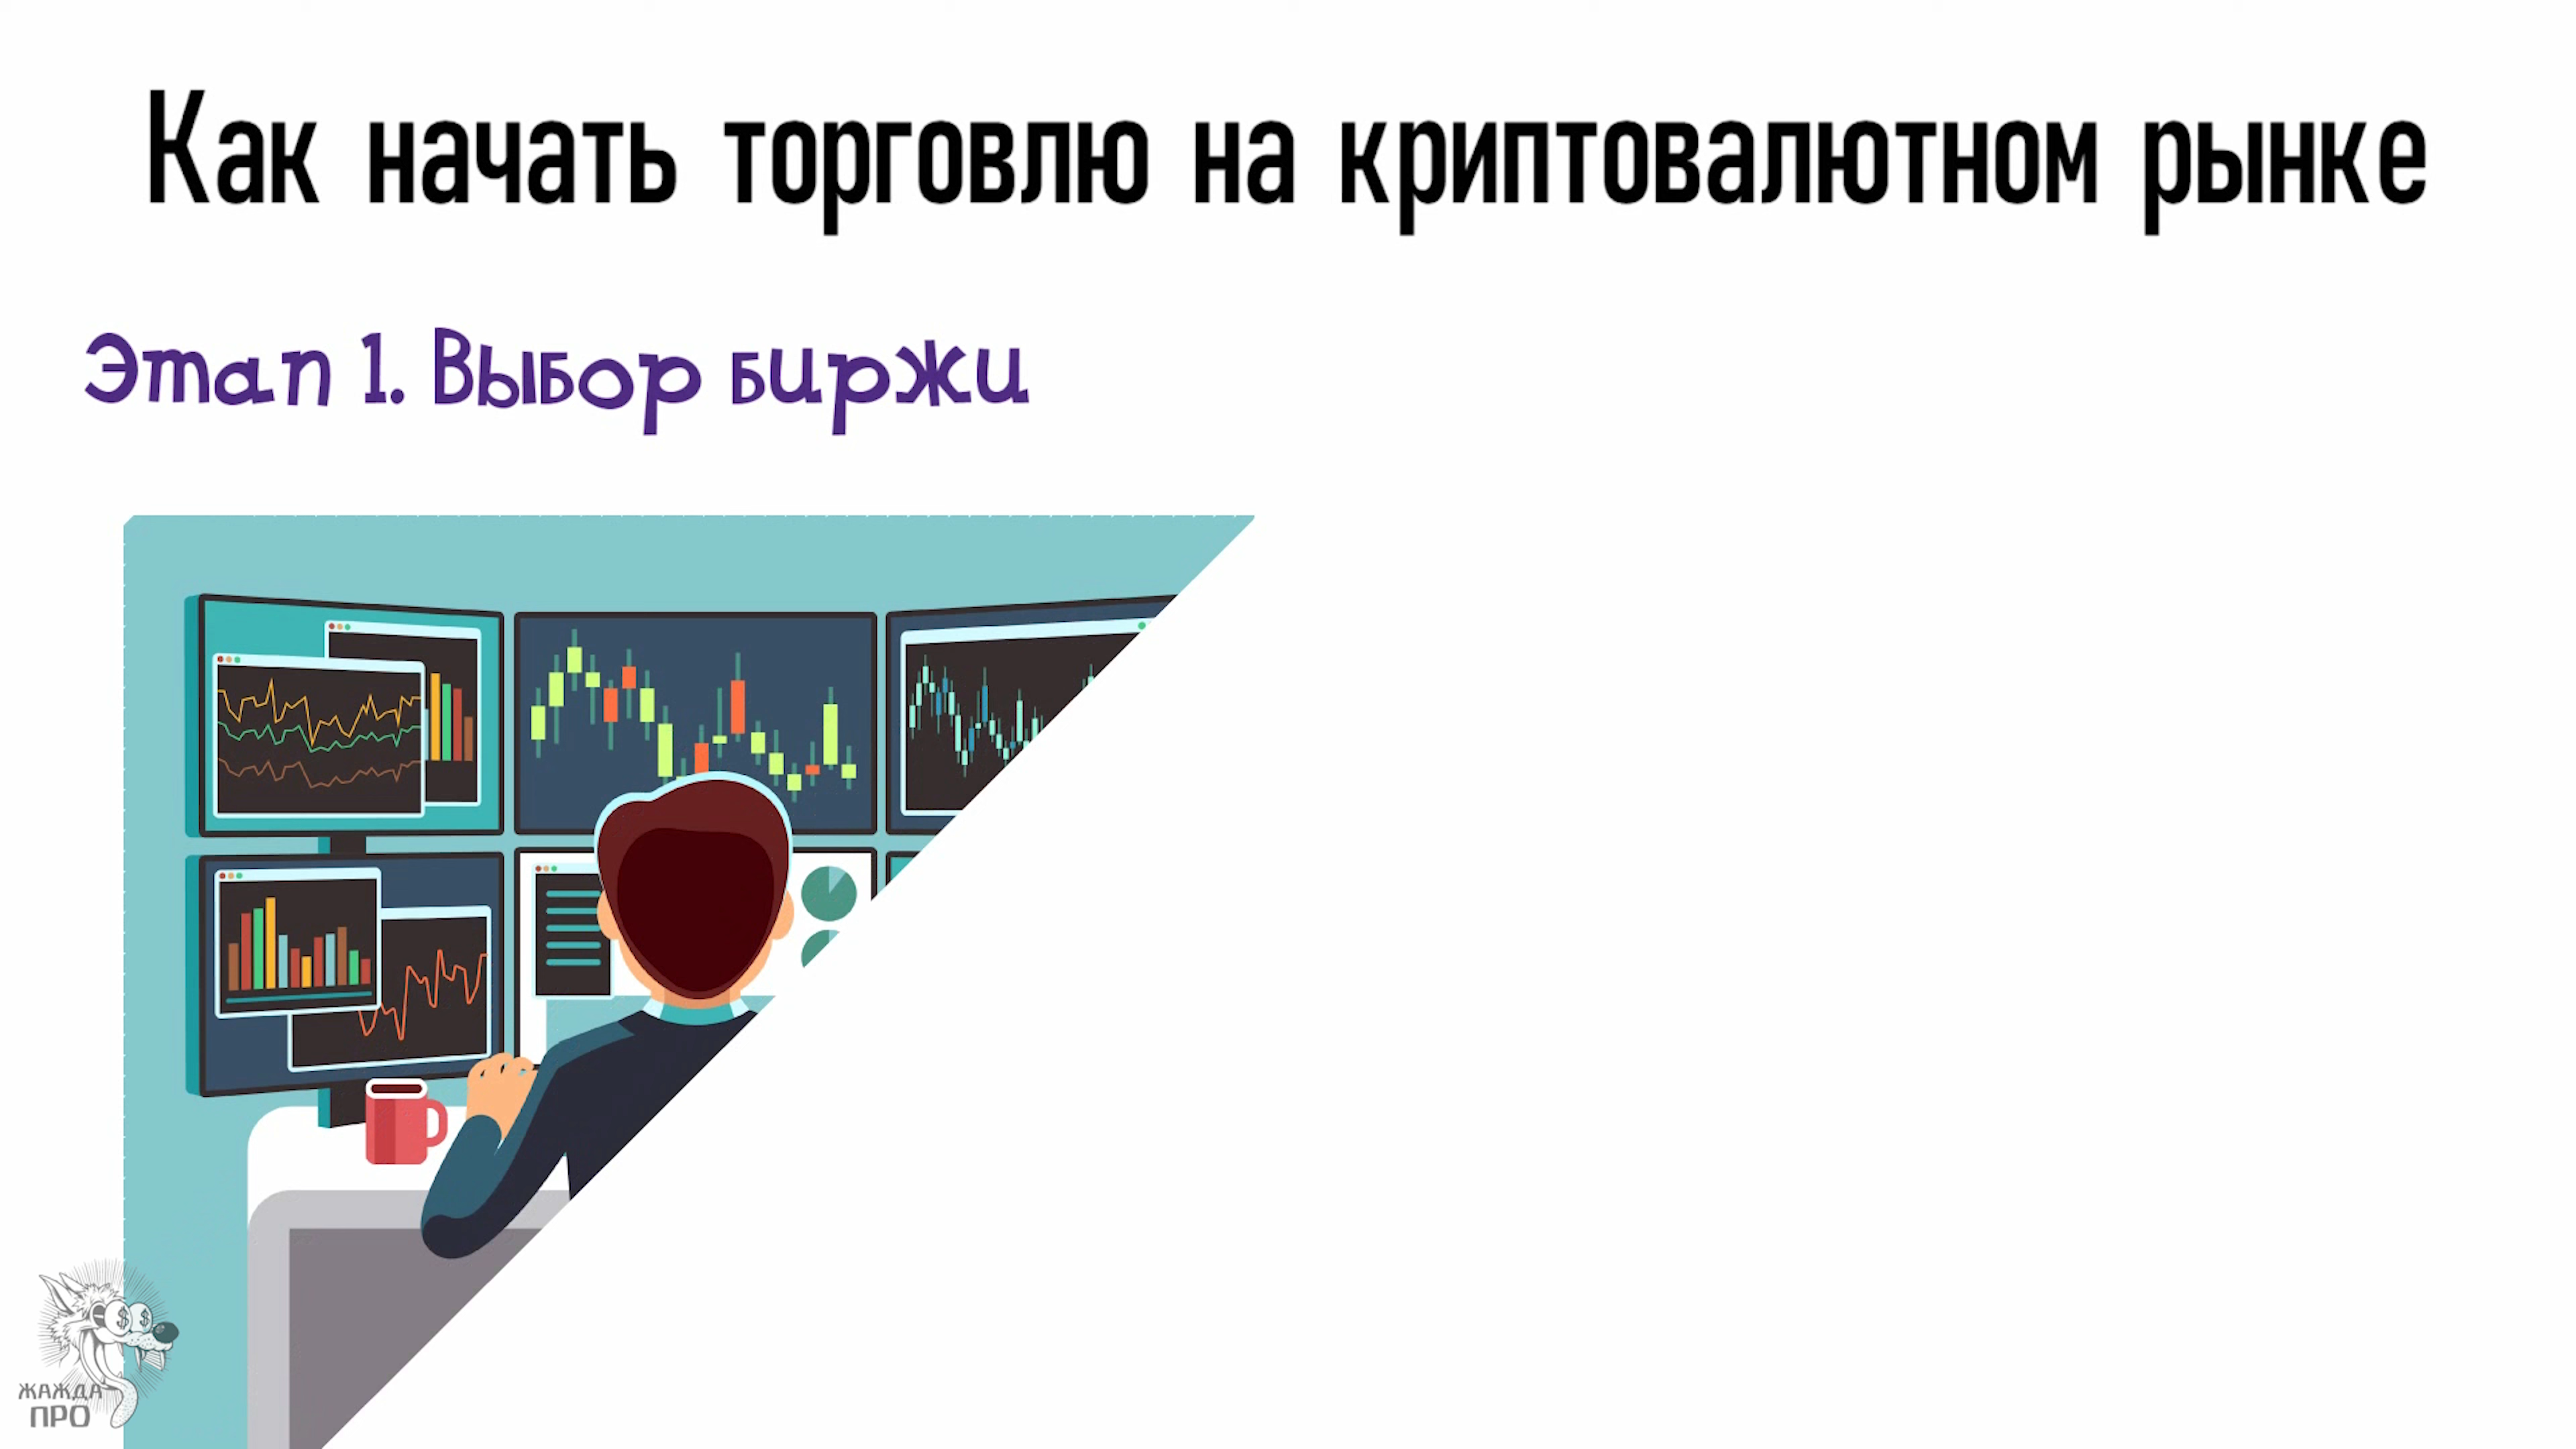 Как начать торговлю на криптовалютном рынке
Этап 1. Выбор биржи
ЖАЖДА
ПРО